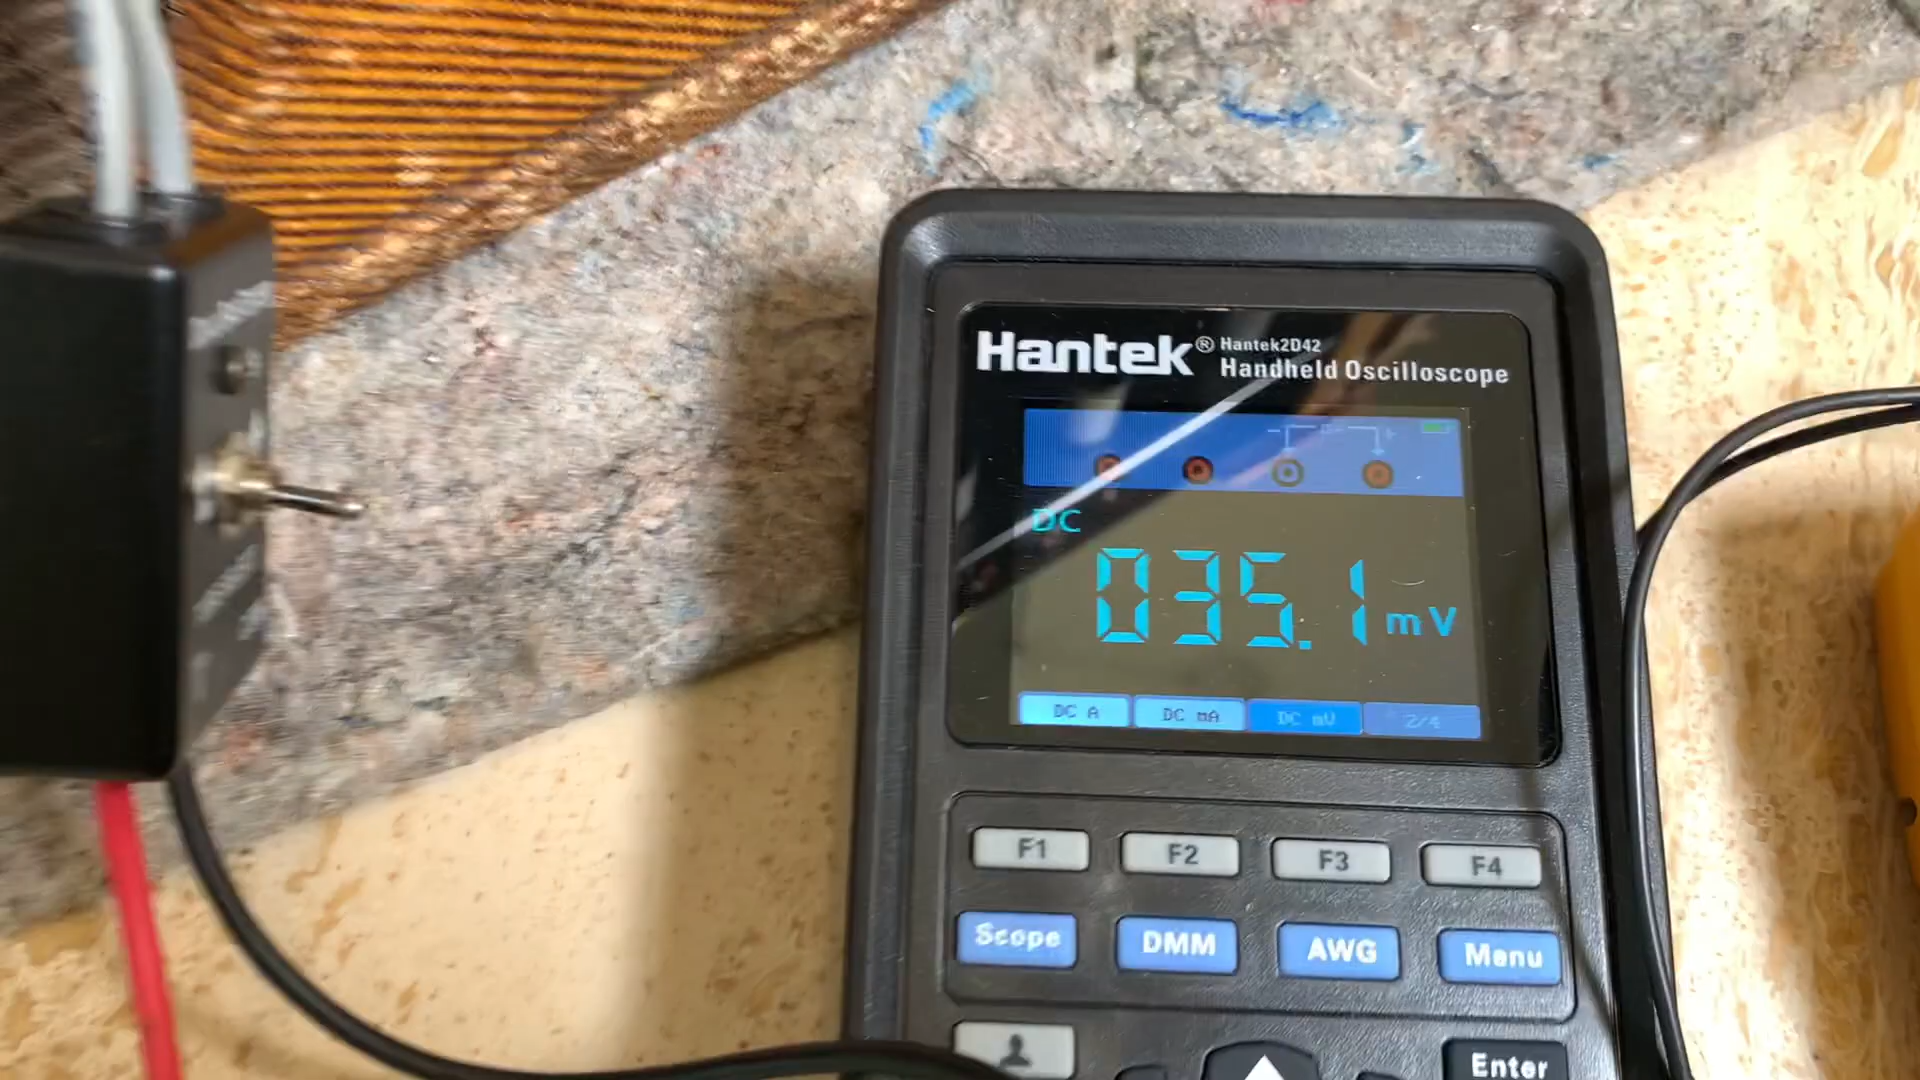 Hantek® Hantek2D42
Handheld Oscilloscope
DC
035.1 mV
DC A DC mA DC mV 2/4
F1 F2 F3 F4
Scope DMM AWG Menu
Enter